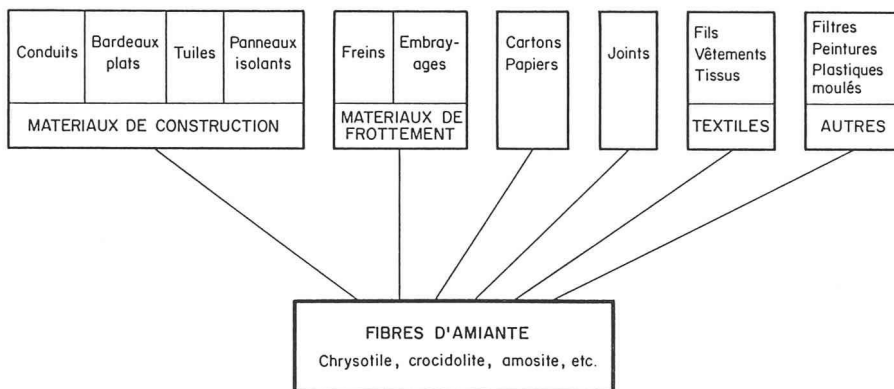 Conduits
Bardeaux
plats
Tuiles
Panneaux
isolants
MATERIAUX DE CONSTRUCTION
Freins
Embray-
ages
MATERIAUX DE
FROTTEMENT
Cartons
Papiers
Joints
Fils
Vêtements
Tissus
TEXTILES
Filtres
Peintures
Plastiques
moulés
AUTRES
FIBRES D'AMIANTE
Chrysotile, crocidolite, amosite, etc.